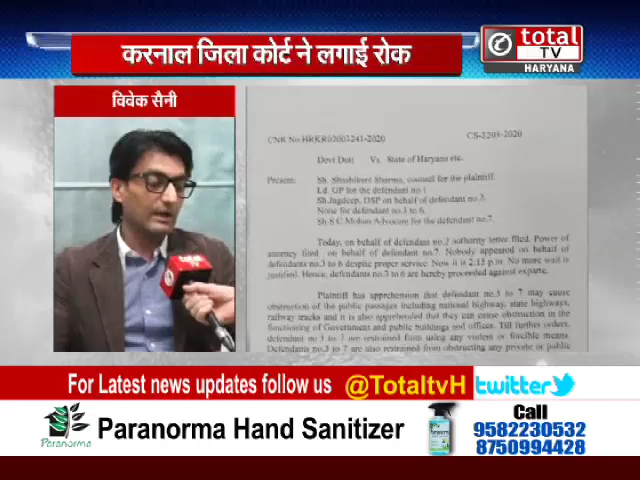 करनाल जिला कोर्ट ने लगाई रोक
total
TV
HARYANA
विवेक सैनी
total
CNR No.HRKR02003241-2020 CS-2293-2020
Devi Dutt Vs. State of Haryana etc.
Present: Sh. Shashikant Sharma, counsel for the plaintiff.
Ld. GP for the defendant no.1
Sh.Jagdeep, DSP on behalf of defendant no.2.
None for defendant no.3 to 6.
Sh.S.C Mohan Advocate for the defendant no.7.
Today, on behalf of defendant no.2 authority letter filed. Power of
attorney filed on behalf of defendant no.7. Nobody appeared on behalf of
defendants no.3 to 6 despite proper service. Now it is 2:15 p.m. No more wait is
justified. Hence, defendants no.3 to 6 are hereby proceeded against exparte.
Plaintiff has apprehension that defendant no.3 to 7 may cause
obstruction of the public passages including national highway, state highways,
railway tracks and it is also apprehended that they can cause obstruction in the
functioning of Government and public buildings and offices. Till further orders,
defendant no.3 to 7 are restrained from using any violent or forcible means.
Defendants no.3 to 7 are also restrained from obstructing any private or public
For Latest news updates follow us @TotaltvH twitter
Paranorma
Paranorma Hand Sanitizer
Call
9582230532
8750994428